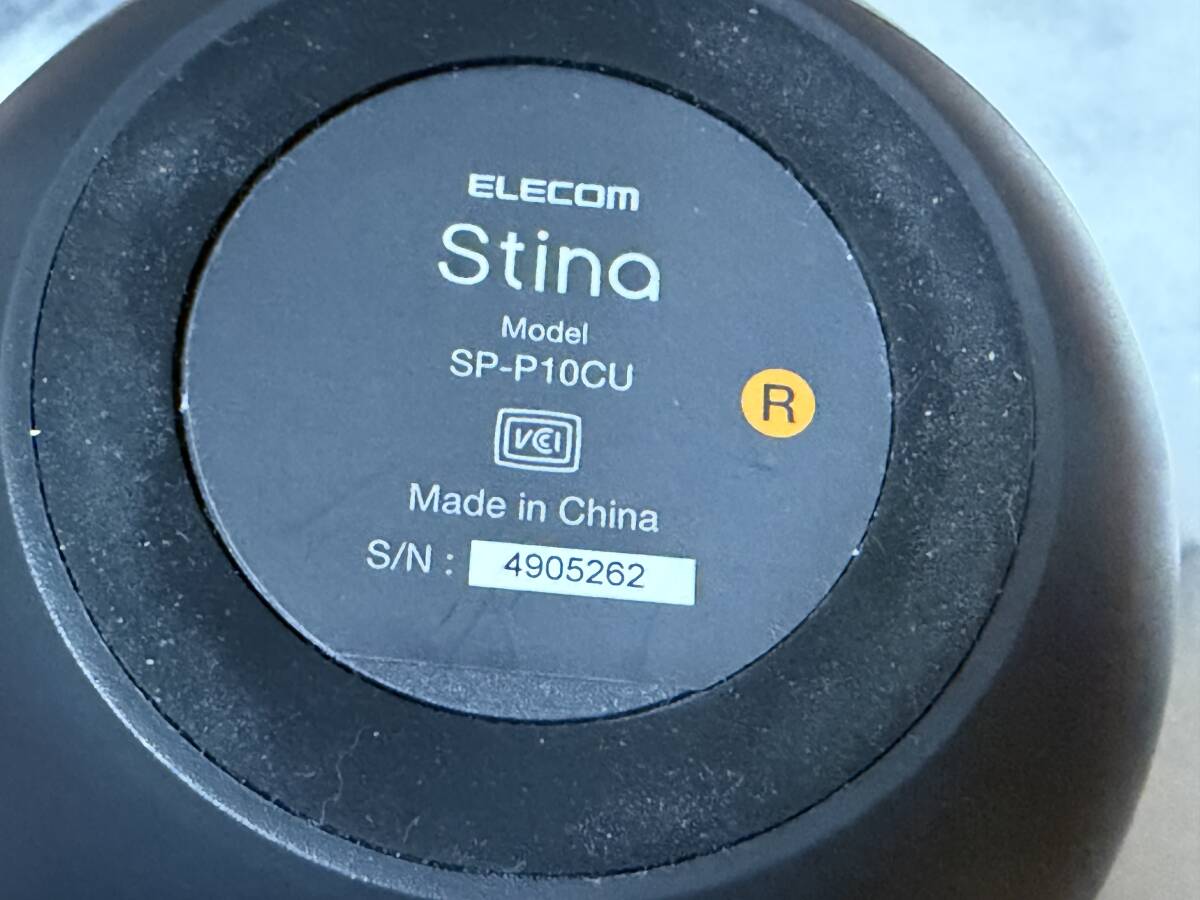 ELECOM
Stina
Model
SP-P10CU
R
VCI
Made in China
S/N : 4905262